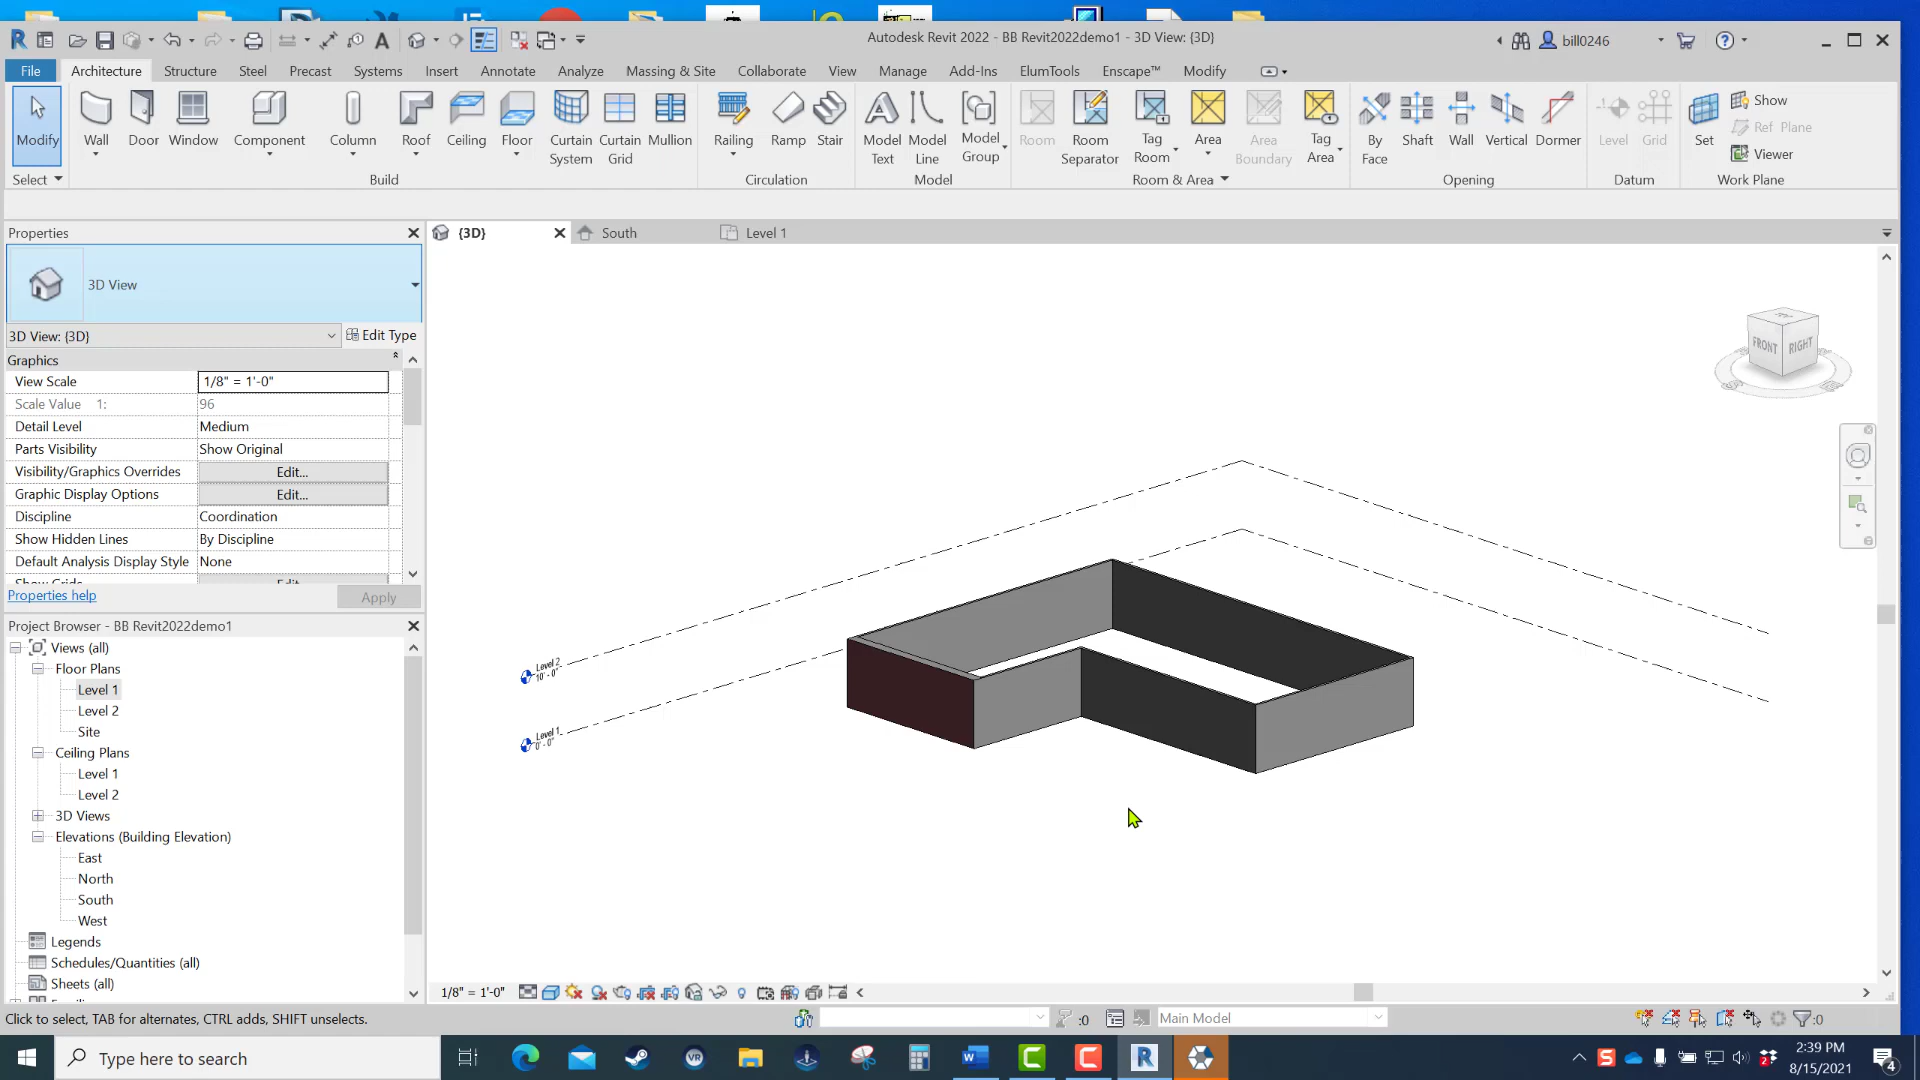 Autodesk Revit 2022 - BB Revit2022demo1 - 3D View: {3D}
bill0246
File Architecture Structure Steel Precast Systems Insert Annotate Analyze Massing & Site Collaborate View Manage Add-Ins ElumTools Enscape™ Modify
Modify Wall Door Window Component Column Roof Ceiling Floor Curtain System Curtain Grid Mullion Railing Ramp Stair Model Text Model Line Model Group Room Room Separator Tag Room Area Area Boundary Tag Area By Face Shaft Wall Vertical Dormer Level Grid Set Show
Ref Plane
Viewer
Select Build Circulation Model Room & Area Opening Datum Work Plane
Properties
{3D} South Level 1
3D View
3D View: {3D} Edit Type
Graphics
View Scale 1/8" = 1'-0"
Scale Value 1: 96
Detail Level Medium
Parts Visibility Show Original
Visibility/Graphics Overrides Edit...
Graphic Display Options Edit...
Discipline Coordination
Show Hidden Lines By Discipline
Default Analysis Display Style None
Show Grids Edit
Properties help Apply
FRONT RIGHT
Level 2
10' - 0"
Level 1
0' - 0"
Project Browser - BB Revit2022demo1
Views (all)
Floor Plans
Level 1
Level 2
Site
Ceiling Plans
Level 1
Level 2
3D Views
Elevations (Building Elevation)
East
North
South
West
Legends
Schedules/Quantities (all)
Sheets (all)
1/8" = 1'-0"
Click to select, TAB for alternates, CTRL adds, SHIFT unselects.
:0
Main Model
:0
Type here to search
2:39 PM
8/15/2021
4